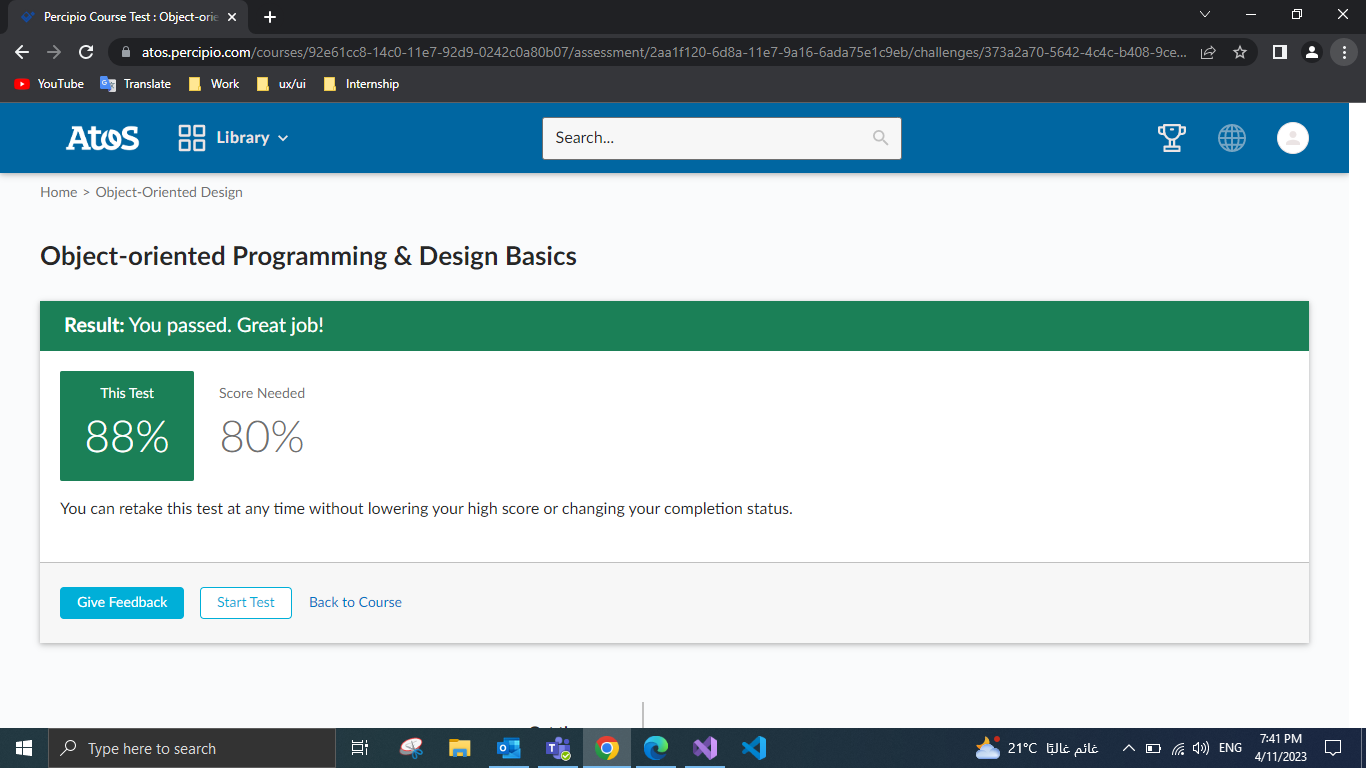 Percipio Course Test : Object-orie
atos.percipio.com/courses/92e61cc8-14c0-11e7-92d9-0242c0a80b07/assessment/2aa1f120-6d8a-11e7-9a16-6ada75e1c9eb/challenges/373a2a70-5642-4c4c-b408-9ce...
YouTube Translate Work ux/ui Internship
Atos Library Search...
Home > Object-Oriented Design
Object-oriented Programming & Design Basics
Result: You passed. Great job!
This Test Score Needed
88% 80%
You can retake this test at any time without lowering your high score or changing your completion status.
Give Feedback Start Test Back to Course
Type here to search 21°C غائم غالبًا ENG 7:41 PM
4/11/2023